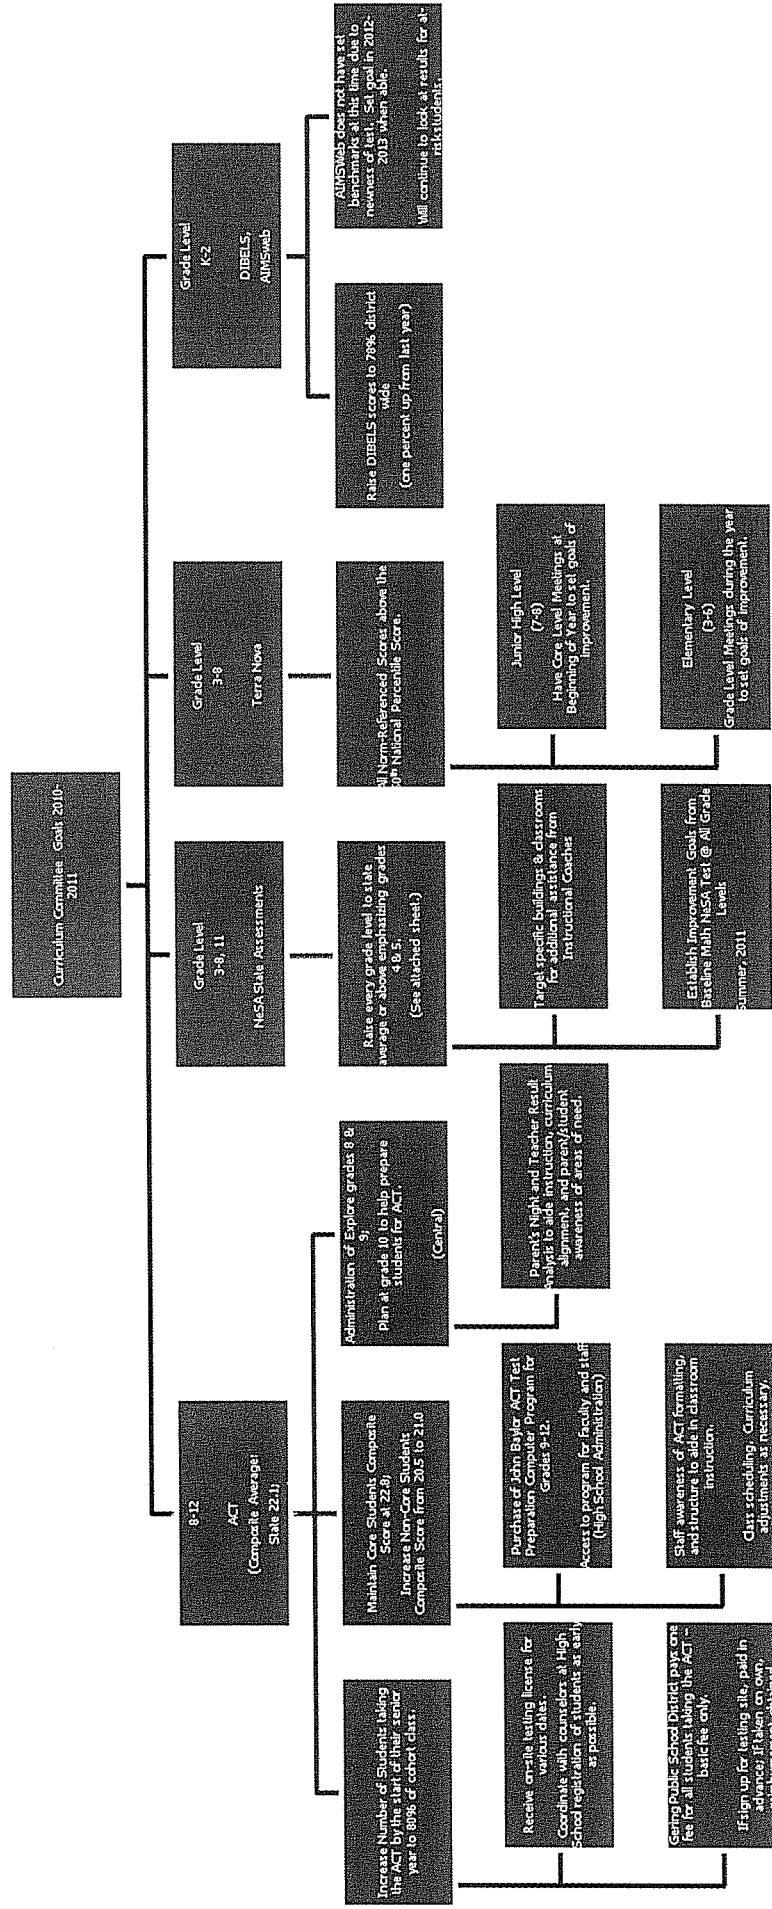 Curriculum Committee Goals 2010-
2011
8-12
ACT
(Composite Average:
State 22.1)
Grade Level
3-8, 11
NeSA State Assessments
Grade Level
3-8
Terra Nova
Grade Level
K-2
DIBELS,
AIMSweb
Increase Number of Students taking
the ACT by the start of their senior
year to 80% of cohort class.
Maintain Core Students Composite
Score at 22.8;
Increase Non-Core Students
Composite Score from 20.5 to 21.0
Administration of Explore grades 8 &
9;
Plan at grade 10 to help prepare
students for ACT.
(Central)
Raise every grade level to state
average or above emphasizing grades
4 & 5.
(See attached sheet)
All Norm-Referenced Scores above the
50th National Percentile Score.
Raise DIBELS scores to 78% district
wide
(one percent up from last year)
AIMSWeb does not have set
benchmarks at this time due to
newness of test. Set goal in 2012-
2013 when able.
Will continue to look at results for at-
risk students.
Receive on-site testing license for
various dates.
Coordinate with counselors at High
School registration of students as early
as possible.
Purchase of John Baylor ACT Test
Preparation Computer Program for
Grades 9-12.
Access to program for Faculty and staff
(High School Administration)
Parent's Night and Teacher Result
Analysis to aide instruction, curriculum
alignment, and parent/student
awareness of areas of need.
Target specific buildings & classrooms
for additional assistance from
Instructional Coaches
Junior High Level
(7-8)
Have Core Level Meetings at
Beginning of Year to set goals of
Improvement.
Gering Public School District pays one
fee for all students taking the ACT –
basic fee only.
If sign up for testing site, paid in
advance; If taken on own,
Staff awareness of ACT formatting,
and structure to aide in classroom
instruction.
Class scheduling; Curriculum
adjustments as necessary.
Establish Improvement Goals from
Baseline Math NeSA Test @ All Grade
Levels
Summer, 2011
Elementary Level
(3-6)
Grade Level Meetings during the year
to set goals of Improvement.